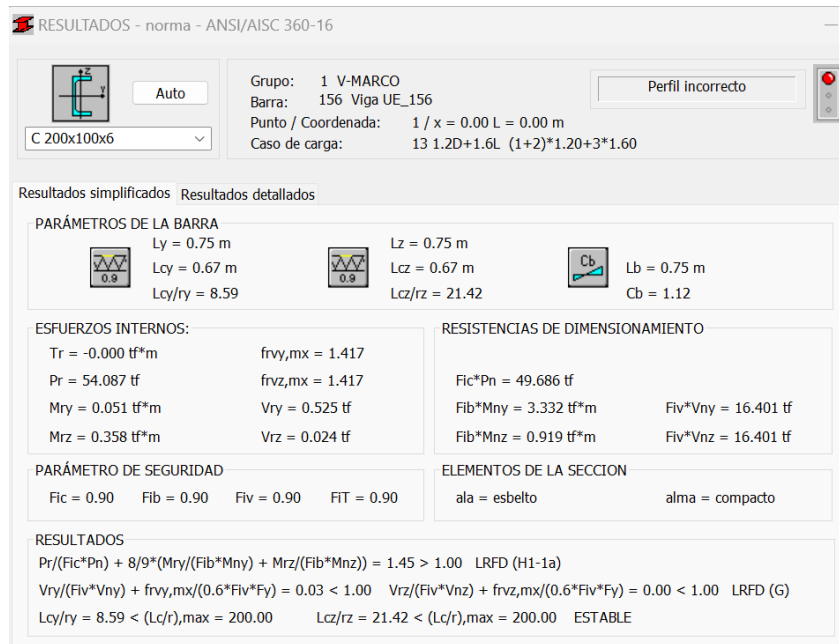 RESULTADOS - norma - ANSI/AISC 360-16
Auto
C 200x100x6
Grupo: 1 V-MARCO
Barra: 156 Viga UE_156
Punto / Coordenada: 1 / x = 0.00 L = 0.00 m
Caso de carga: 13 1.2D+1.6L (1+2)*1.20+3*1.60
Perfil incorrecto
Resultados simplificados Resultados detallados
PARÁMETROS DE LA BARRA
Ly = 0.75 m
Lcy = 0.67 m
Lcy/ry = 8.59
Lz = 0.75 m
Lcz = 0.67 m
Lcz/rz = 21.42
Lb = 0.75 m
Cb = 1.12
0.9
0.9
Cb
z
y
ESFUERZOS INTERNOS:
Tr = -0.000 tf*m frvy,mx = 1.417
Pr = 54.087 tf frvz,mx = 1.417
Mry = 0.051 tf*m Vry = 0.525 tf
Mrz = 0.358 tf*m Vrz = 0.024 tf
RESISTENCIAS DE DIMENSIONAMIENTO
Fic*Pn = 49.686 tf
Fib*Mny = 3.332 tf*m Fiv*Vny = 16.401 tf
Fib*Mnz = 0.919 tf*m Fiv*Vnz = 16.401 tf
PARÁMETRO DE SEGURIDAD
Fic = 0.90 Fib = 0.90 Fiv = 0.90 FiT = 0.90
ELEMENTOS DE LA SECCION
ala = esbelto alma = compacto
RESULTADOS
Pr/(Fic*Pn) + 8/9*(Mry/(Fib*Mny) + Mrz/(Fib*Mnz)) = 1.45 > 1.00 LRFD (H1-1a)
Vry/(Fiv*Vny) + frvy,mx/(0.6*Fiv*Fy) = 0.03 < 1.00 Vrz/(Fiv*Vnz) + frvz,mx/(0.6*Fiv*Fy) = 0.00 < 1.00 LRFD (G)
Lcy/ry = 8.59 < (Lc/r),max = 200.00 Lcz/rz = 21.42 < (Lc/r),max = 200.00 ESTABLE